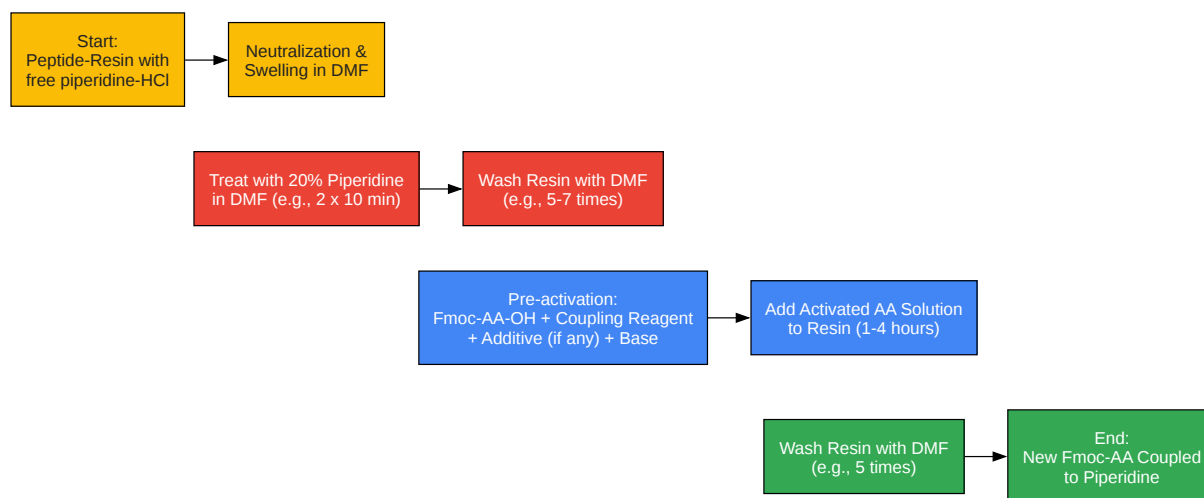 Start:
Peptide-Resin with
free piperidine-HCl
Neutralization &
Swelling in DMF
Treat with 20% Piperidine
in DMF (e.g., 2 x 10 min)
Wash Resin with DMF
(e.g., 5-7 times)
Pre-activation:
Fmoc-AA-OH + Coupling Reagent
+ Additive (if any) + Base
Add Activated AA Solution
to Resin (1-4 hours)
Wash Resin with DMF
(e.g., 5 times)
End:
New Fmoc-AA Coupled
to Piperidine